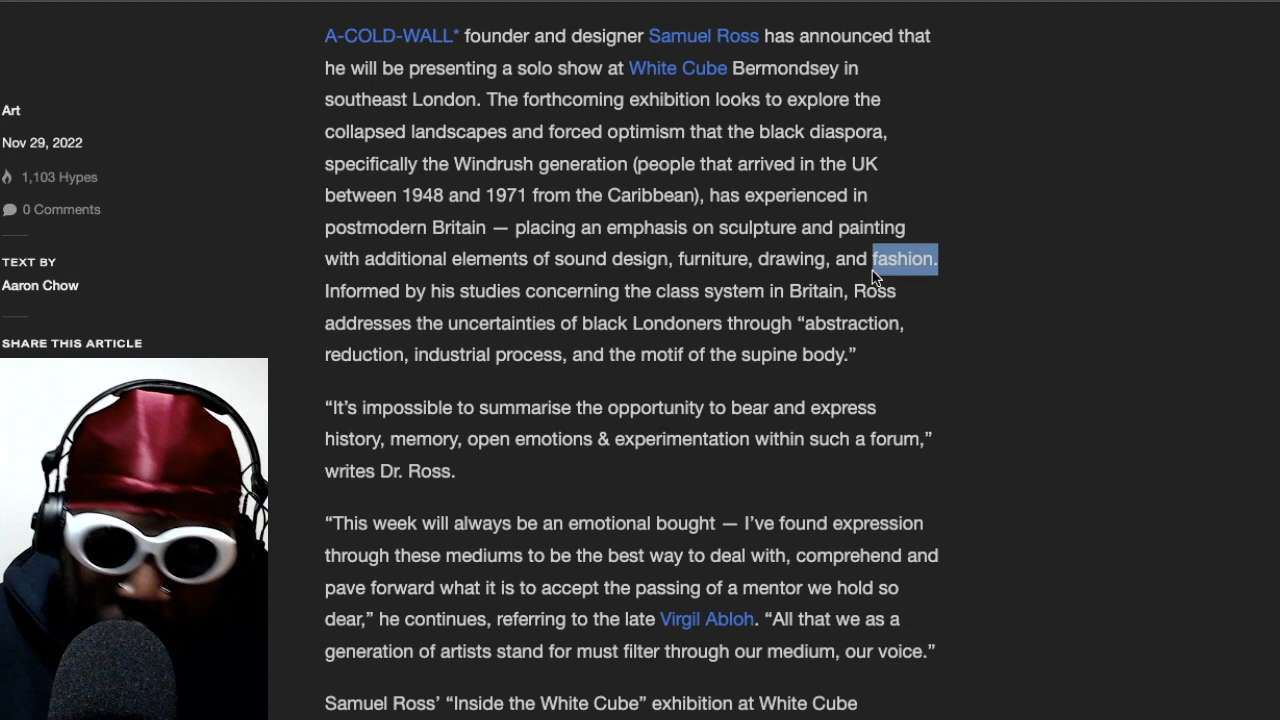 A-COLD-WALL* founder and designer Samuel Ross has announced that
he will be presenting a solo show at White Cube Bermondsey in
southeast London. The forthcoming exhibition looks to explore the
collapsed landscapes and forced optimism that the black diaspora,
specifically the Windrush generation (people that arrived in the UK
between 1948 and 1971 from the Caribbean), has experienced in
postmodern Britain — placing an emphasis on sculpture and painting
with additional elements of sound design, furniture, drawing, and fashion.
Informed by his studies concerning the class system in Britain, Ross
addresses the uncertainties of black Londoners through “abstraction,
reduction, industrial process, and the motif of the supine body.”
“It’s impossible to summarise the opportunity to bear and express
history, memory, open emotions & experimentation within such a forum,”
writes Dr. Ross.
“This week will always be an emotional bought — I’ve found expression
through these mediums to be the best way to deal with, comprehend and
pave forward what it is to accept the passing of a mentor we hold so
dear,” he continues, referring to the late Virgil Abloh. “All that we as a
generation of artists stand for must filter through our medium, our voice.”
Samuel Ross’ “Inside the White Cube” exhibition at White Cube
Art
Nov 29, 2022
1,103 Hypes
0 Comments
TEXT BY
Aaron Chow
SHARE THIS ARTICLE